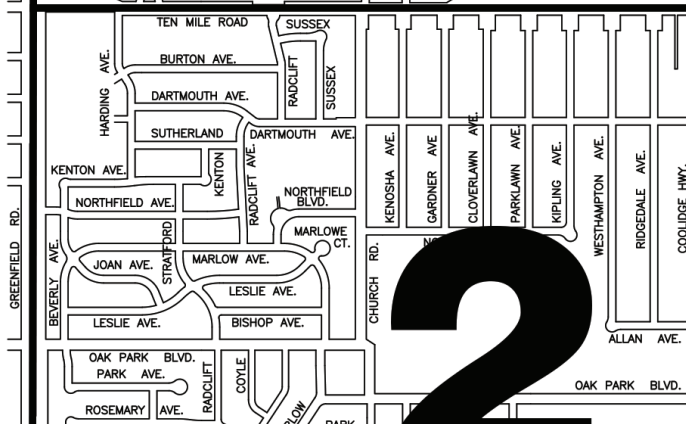 TEN MILE ROAD
SUSSEX
BURTON AVE.
HARDING AVE.
RADCLIFT
SUSSEX
DARTMOUTH AVE.
SUTHERLAND
DARTMOUTH AVE.
KENTON AVE.
KENTON
RADCLIFT AVE.
NORTHFIELD AVE.
NORTHFIELD
BLVD.
KENOSHA AVE.
GARDNER AVE
CLOVERLAWN AVE.
PARKLAWN AVE.
KIPLING AVE.
WESTHAMPTON AVE.
RIDGEDALE AVE.
COOLIDGE HWY.
GREENFIELD RD.
BEVERLY AVE.
STRATFORD
MARLOWE
CT.
JOAN AVE.
MARLOW AVE.
CHURCH RD.
NO
LESLIE AVE.
LESLIE AVE.
BISHOP AVE.
2
ALLAN AVE.
OAK PARK BLVD.
PARK AVE.
RADCLIFT
COYLE
OAK PARK BLVD.
ROSEMARY AVE.
LOW
PARK